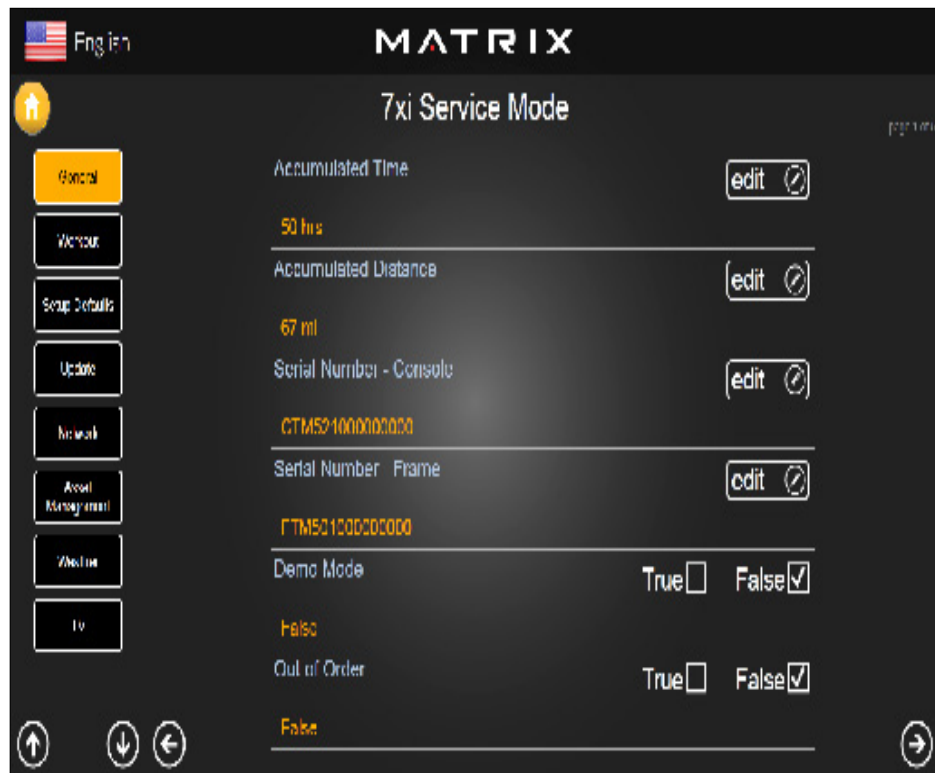 English
MATRIX
7xi Service Mode
General
Workout
Setup Defaults
Update
Network
Asset
Management
Weather
TV
Accumulated Time
edit
50 hrs
Accumulated Distance
edit
67 mi
Serial Number - Console
edit
CTM521000000000
Serial Number - Frame
edit
FTM501000000000
Demo Mode
True
False
False
Out of Order
True
False
False